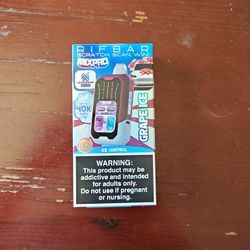 RIFBAR
SCRATCH, SCAN, WIN!
MIXPRO
40K
GRAPE ICE
ICE CONTROL
WARNING:
This product may be
addictive and intended
for adults only.
Do not use if pregnant
or nursing.